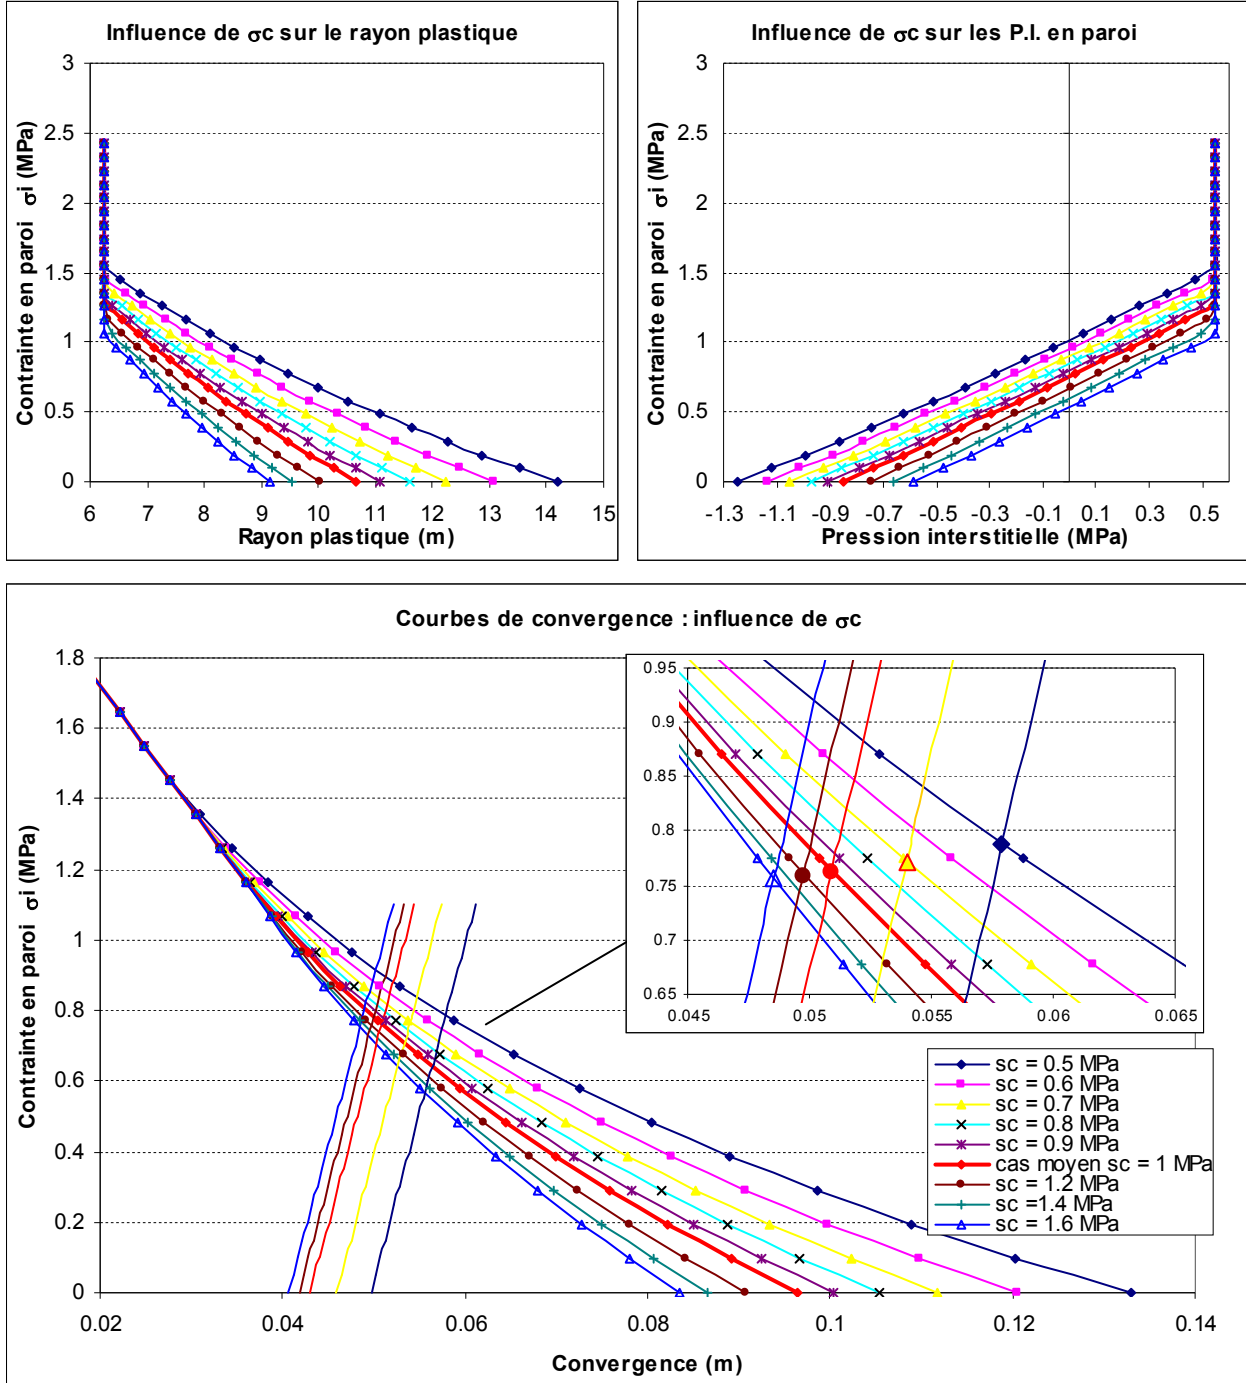 Influence de σc sur le rayon plastique
3
2.5
2
1.5
1
0.5
0
Contrainte en paroi σi (MPa)
6 7 8 9 10 11 12 13 14 15
Rayon plastique (m)
Influence de σc sur les P.I. en paroi
3
2.5
2
1.5
1
0.5
0
Contrainte en paroi σi (MPa)
-1.3 -1.1 -0.9 -0.7 -0.5 -0.3 -0.1 0.1 0.3 0.5
Pression interstitielle (MPa)
Courbes de convergence : influence de σc
1.8
1.6
1.4
1.2
1
0.8
0.6
0.4
0.2
0
Contrainte en paroi σi (MPa)
0.02 0.04 0.06 0.08 0.1 0.12 0.14
Convergence (m)
0.95
0.9
0.85
0.8
0.75
0.7
0.65
0.045 0.05 0.055 0.06 0.065
sc = 0.5 MPa
sc = 0.6 MPa
sc = 0.7 MPa
sc = 0.8 MPa
sc = 0.9 MPa
cas moyen sc = 1 MPa
sc = 1.2 MPa
sc =1.4 MPa
sc = 1.6 MPa